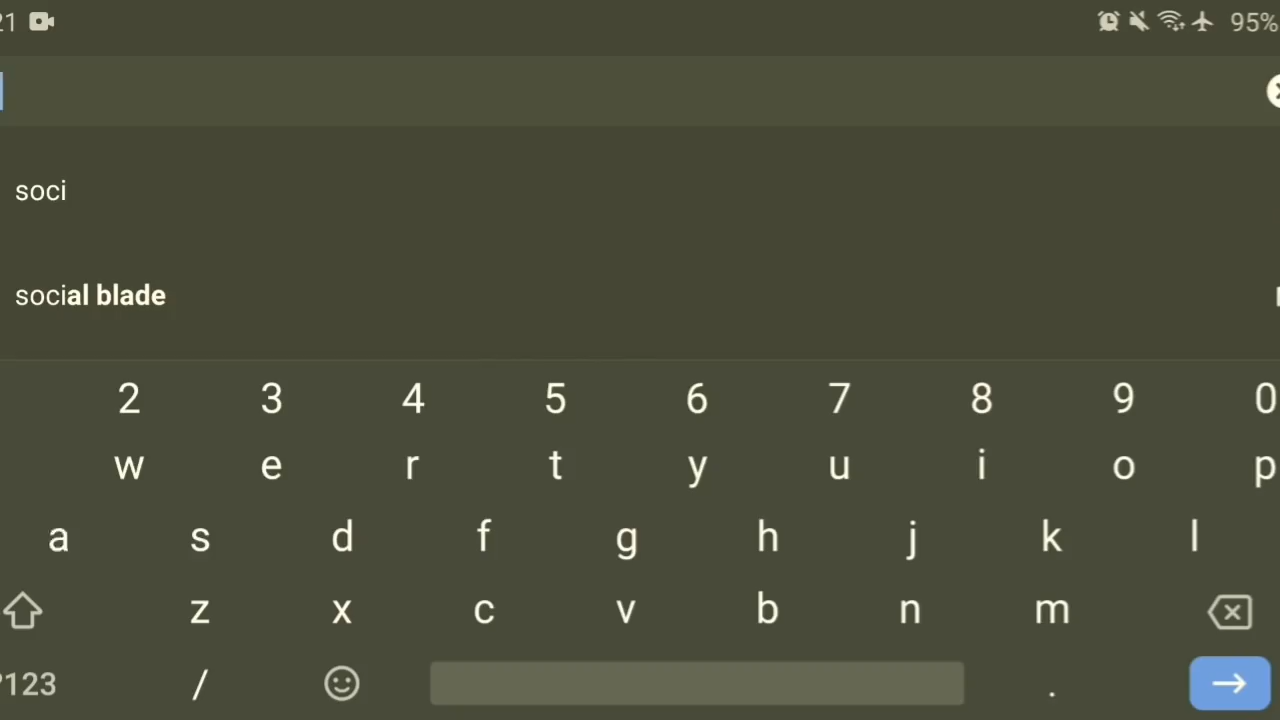 21 95%
soci
social blade
2 3 4 5 6 7 8 9 0
w e r t y u i o p
a s d f g h j k l
z x c v b n m
?123 / .